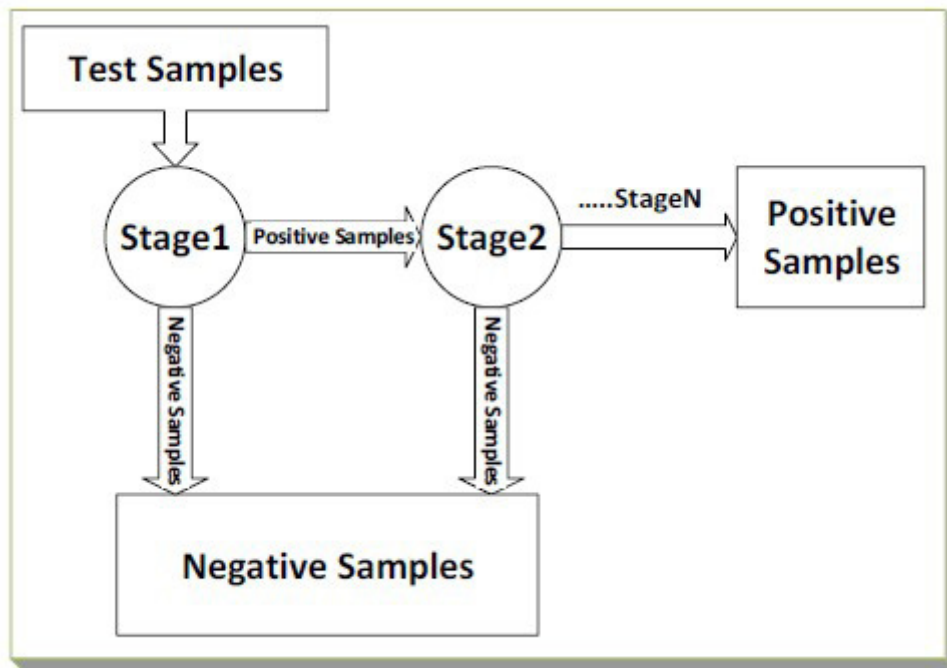 Test Samples
Stage1
Positive Samples
Stage2
.....StageN
Positive
Samples
Negative Samples
Negative Samples
Negative Samples